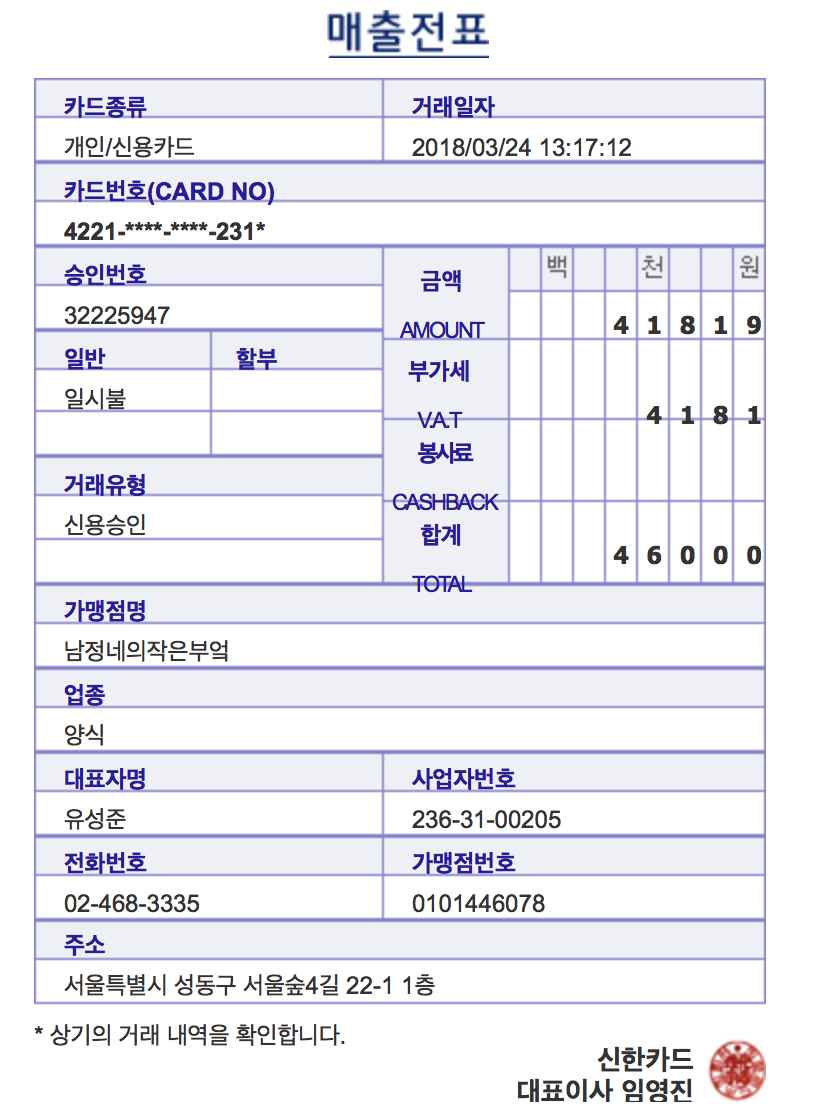 매출전표
카드종류 거래일자
개인/신용카드 2018/03/24 13:17:12
카드번호(CARD NO)
4221-****-****-231*
승인번호 금액 백 천 원
32225947 AMOUNT 4 1 8 1 9
일반 할부 부가세
일시불 V.A.T 4 1 8 1
봉사료
거래유형 CASHBACK
신용승인 합계
TOTAL 4 6 0 0 0
가맹점명
남정네의작은부엌
업종
양식
대표자명 사업자번호
유성준 236-31-00205
전화번호 가맹점번호
02-468-3335 0101446078
주소
서울특별시 성동구 서울숲4길 22-1 1층
* 상기의 거래 내역을 확인합니다.
신한카드
대표이사 임영진